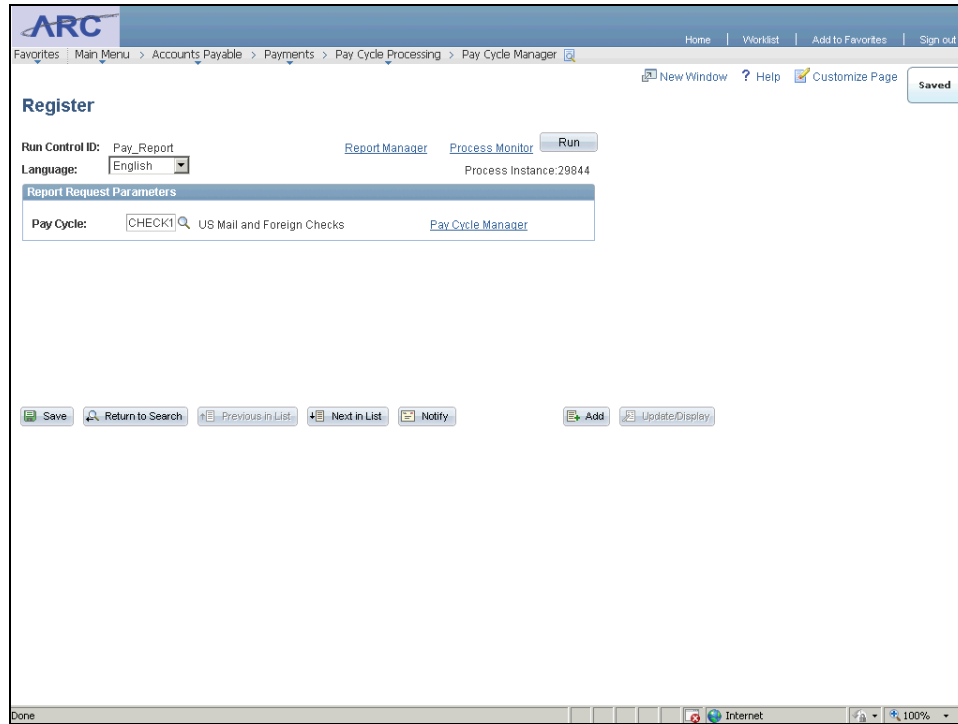 ARC
Home | Worklist | Add to Favorites | Sign out
Favorites Main Menu > Accounts Payable > Payments > Pay Cycle Processing > Pay Cycle Manager
New Window ? Help Customize Page
Saved
Register
Run Control ID: Pay_Report Report Manager Process Monitor Run
Language: English Process Instance:29844
Report Request Parameters
Pay Cycle: CHECK1 US Mail and Foreign Checks Pay Cycle Manager
Save Return to Search Previous in List Next in List Notify Add Update/Display
Done Internet 100%